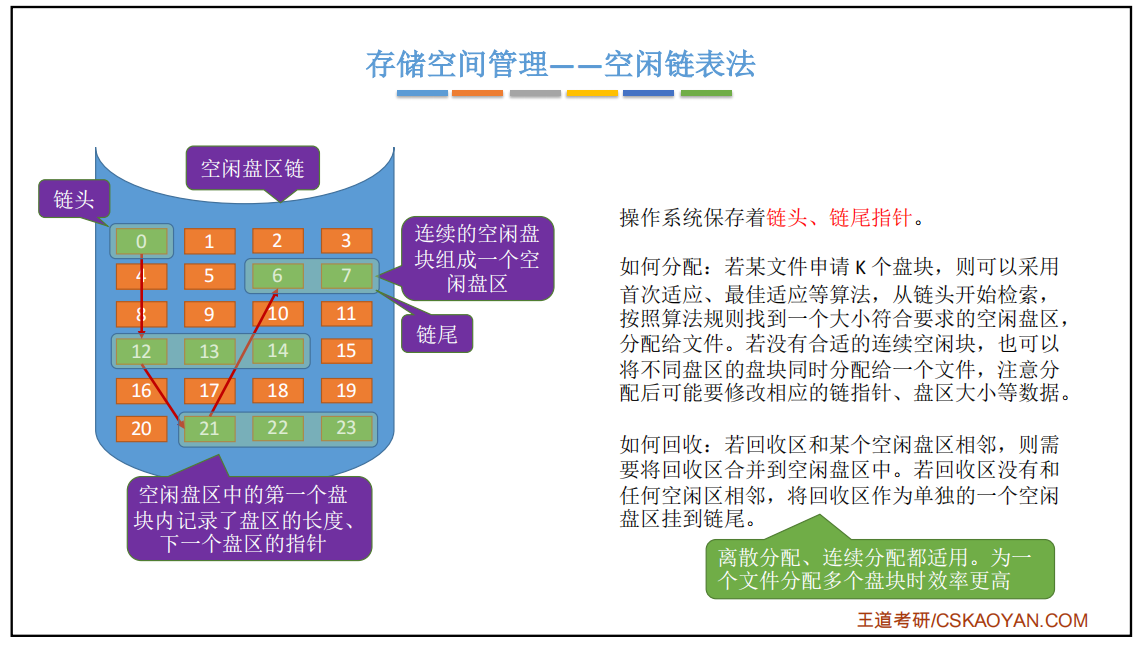 存储空间管理——空闲链表法
空闲盘区链
链头
0 1 2 3
4 5 6 7
8 9 10 11
12 13 14 15
16 17 18 19
20 21 22 23
连续的空闲盘
块组成一个空
闲盘区
链尾
空闲盘区中的第一个盘
块内记录了盘区的长度、
下一个盘区的指针
操作系统保存着链头、链尾指针。
如何分配：若某文件申请 K 个盘块，则可以采用
首次适应、最佳适应等算法，从链头开始检索，
按照算法规则找到一个大小符合要求的空闲盘区，
分配给文件。若没有合适的连续空闲块，也可以
将不同盘区的盘块同时分配给一个文件，注意分
配后可能要修改相应的链指针、盘区大小等数据。
如何回收：若回收区和某个空闲盘区相邻，则需
要将回收区合并到空闲盘区中。若回收区没有和
任何空闲区相邻，将回收区作为单独的一个空闲
盘区挂到链尾。
离散分配、连续分配都适用。为一
个文件分配多个盘块时效率更高
王道考研/CSKAOYAN.COM